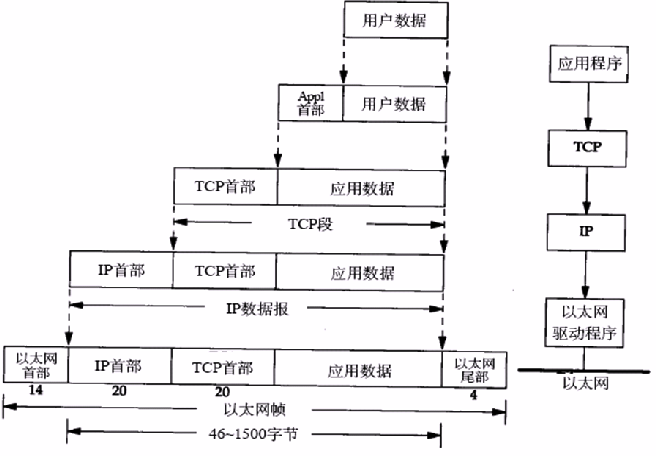 用户数据
应用程序
Appl
首部
用户数据
TCP
TCP首部
应用数据
TCP段
IP
IP首部
TCP首部
应用数据
IP数据报
以太网
驱动程序
以太网
首部
IP首部
TCP首部
应用数据
以太网
尾部
以太网
14
20
20
4
以太网帧
46~1500字节